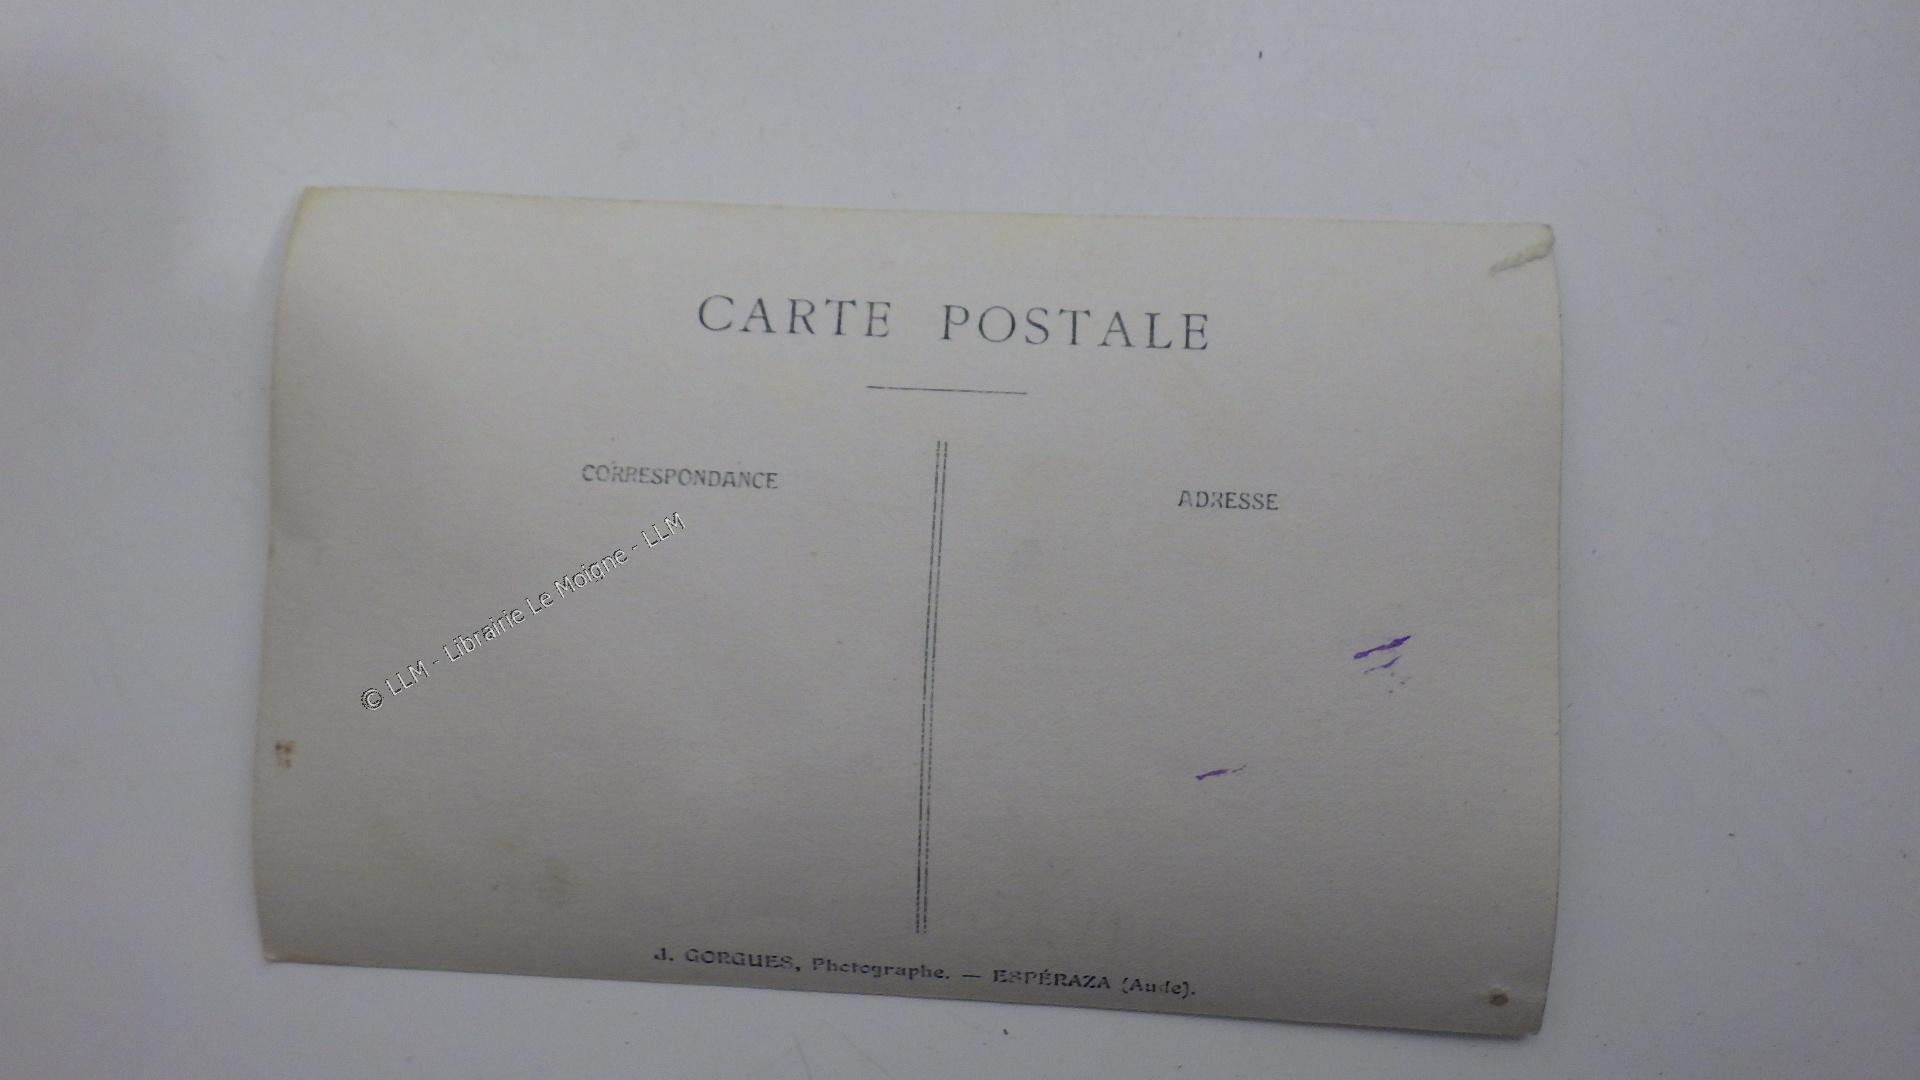 CARTE POSTALE
CORRESPONDANCE
ADRESSE
© LLM - Librairie Le Moigne - LLM
J. GORGUES, Photographe. — ESPÉRAZA (Aude).